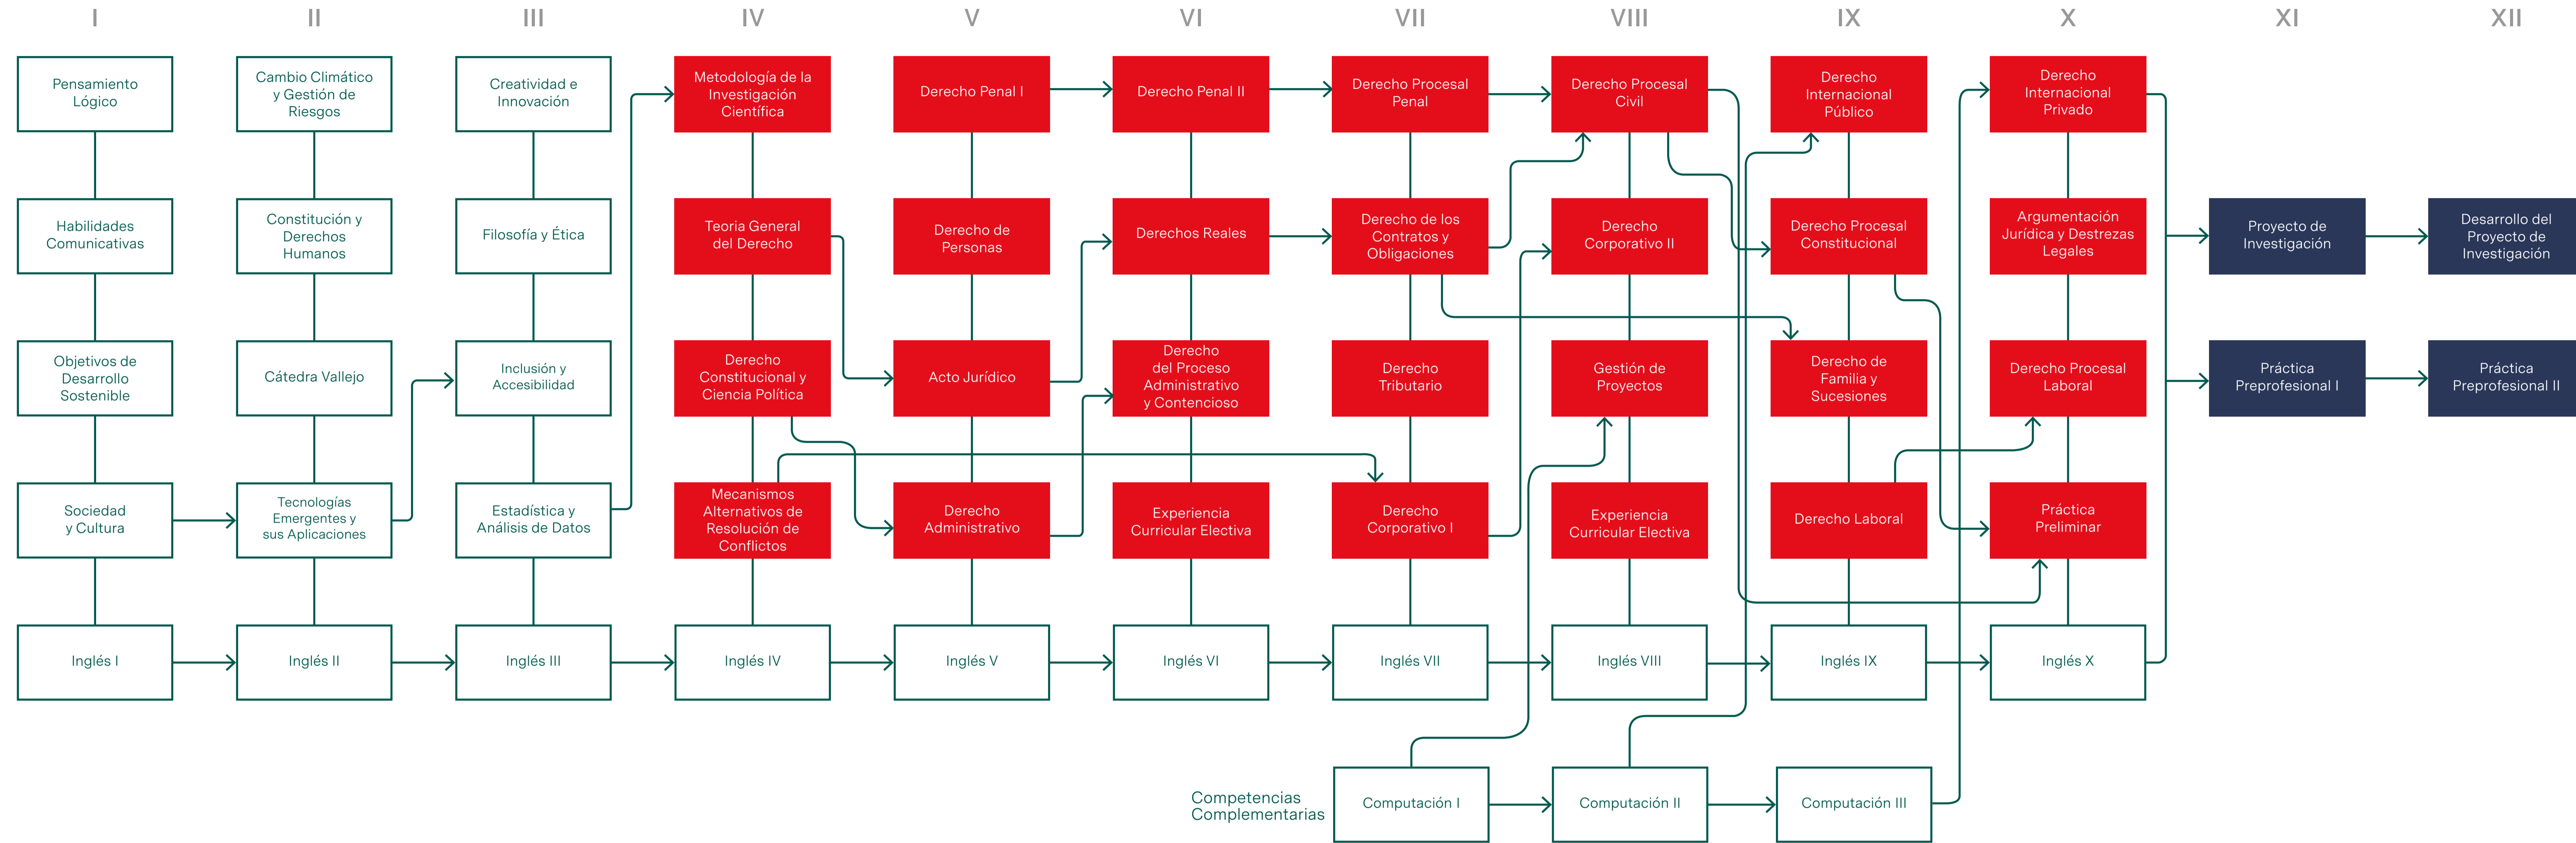 I
II
III
IV
V
VI
VII
VIII
IX
X
XI
XII
Pensamiento
Lógico
Cambio Climático
y Gestión de
Riesgos
Creatividad e
Innovación
Metodología de la
Investigación
Científica
Derecho Penal I
Derecho Penal II
Derecho Procesal
Penal
Derecho Procesal
Civil
Derecho
Internacional
Público
Derecho
Internacional
Privado
Habilidades
Comunicativas
Constitución y
Derechos
Humanos
Filosofía y Ética
Teoria General
del Derecho
Derecho de
Personas
Derechos Reales
Derecho de los
Contratos y
Obligaciones
Derecho
Corporativo II
Derecho Procesal
Constitucional
Argumentación
Jurídica y Destrezas
Legales
Proyecto de
Investigación
Desarrollo del
Proyecto de
Investigación
Objetivos de
Desarrollo
Sostenible
Cátedra Vallejo
Inclusión y
Accesibilidad
Derecho
Constitucional y
Ciencia Política
Acto Jurídico
Derecho
del Proceso
Administrativo
y Contencioso
Derecho
Tributario
Gestión de
Proyectos
Derecho de
Familia y
Sucesiones
Derecho Procesal
Laboral
Práctica
Preprofesional I
Práctica
Preprofesional II
Sociedad
y Cultura
Tecnologías
Emergentes y
sus Aplicaciones
Estadística y
Análisis de Datos
Mecanismos
Alternativos de
Resolución de
Conflictos
Derecho
Administrativo
Experiencia
Curricular Electiva
Derecho
Corporativo I
Experiencia
Curricular Electiva
Derecho Laboral
Práctica
Preliminar
Inglés I
Inglés II
Inglés III
Inglés IV
Inglés V
Inglés VI
Inglés VII
Inglés VIII
Inglés IX
Inglés X
Competencias
Complementarias
Computación I
Computación II
Computación III